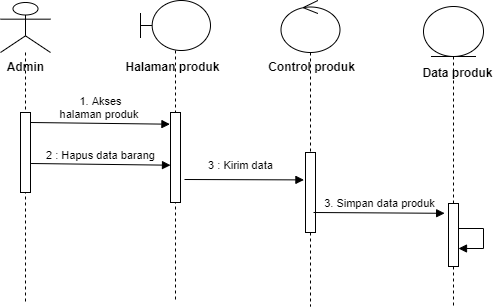 Admin
Halaman produk
Control produk
Data produk
1. Akses
halaman produk
2 : Hapus data barang
3 : Kirim data
3. Simpan data produk